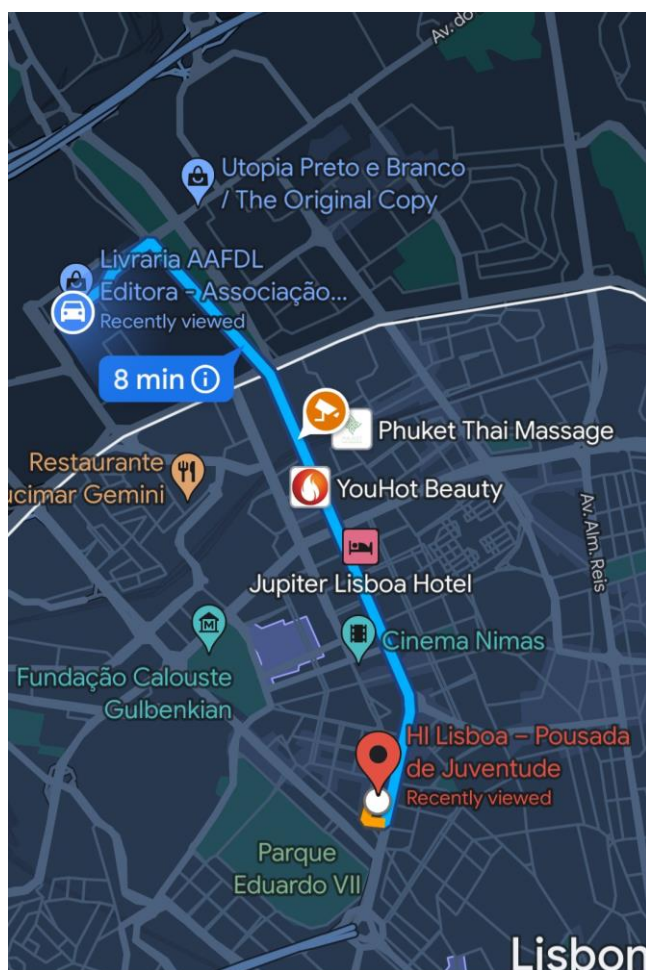 Av. do
Utopia Preto e Branco
/ The Original Copy
Livraria AAFDL
Editora – Associação...
Recently viewed
8 min
Phuket Thai Massage
Restaurante
ucimar Gemini
YouHot Beauty
Av. Alm. Reis
Jupiter Lisboa Hotel
Cinema Nimas
M
Fundação Calouste
Gulbenkian
HI Lisboa – Pousada
de Juventude
Recently viewed
Parque
Eduardo VII
Lisbon